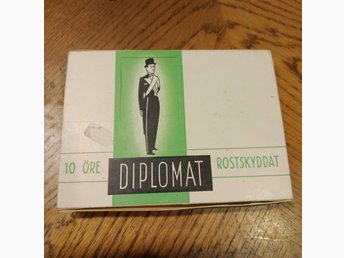 10 ÖRE DIPLOMAT ROSTSKYDDAT